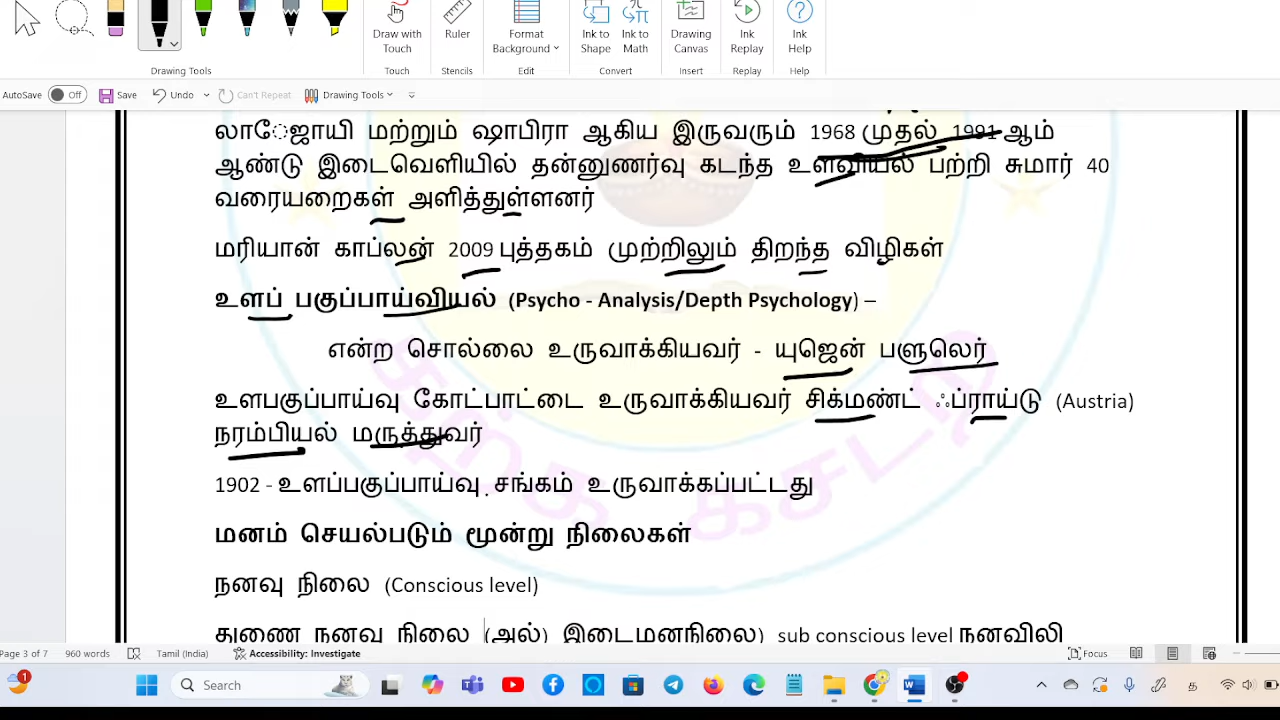 Draw with Touch
Ruler
Format Background
Ink to Shape
Ink to Math
Drawing Canvas
Ink Replay
Ink Help
Drawing Tools
Touch
Stencils
Edit
Convert
Insert
Replay
Help
AutoSave Off Save Undo Can't Repeat Drawing Tools
லாேஜாயி மற்றும் ஷாபிரா ஆகிய இருவரும் 1968 முதல் 1991 ஆம்
ஆண்டு இடைவெளியில் தன்னுணர்வு கடந்த உளவியல் பற்றி சுமார் 40
வரையறைகள் அளித்துள்ளனர்
மரியான் காப்லன் 2009 புத்தகம் முற்றிலும் திறந்த விழிகள்
உளப் பகுப்பாய்வியல் (Psycho - Analysis/Depth Psychology) –
என்ற சொல்லை உருவாக்கியவர் - யுஜென் பளுலெர்
உளபகுப்பாய்வு கோட்பாட்டை உருவாக்கியவர் சிக்மண்ட் ஃப்ராய்டு (Austria)
நரம்பியல் மருத்துவர்
1902 - உளப்பகுப்பாய்வு சங்கம் உருவாக்கப்பட்டது
மனம் செயல்படும் மூன்று நிலைகள்
நனவு நிலை (Conscious level)
துணை நனவு நிலை (அல்) இடைமனநிலை) sub conscious level நனவிலி
கற்க கசடற
Page 3 of 7 960 words Tamil (India) Accessibility: Investigate Focus
1 Search